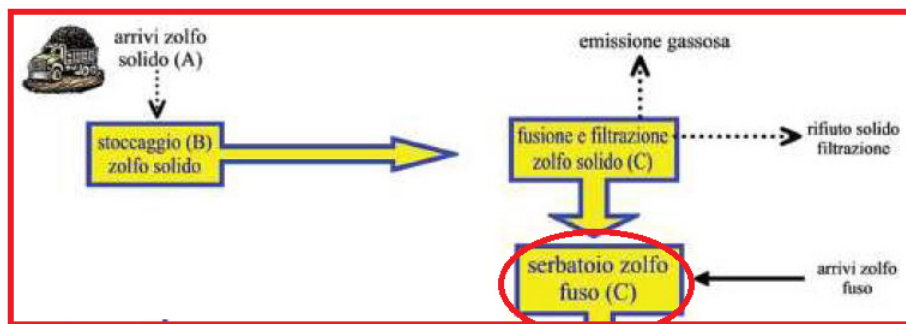 arrivi zolfo
solido (A)
emissione gassosa
stoccaggio (B)
zolfo solido
fusione e filtrazione
zolfo solido (C)
rifiuto solido
filtrazione
serbatoio zolfo
fuso (C)
arrivi zolfo
fuso